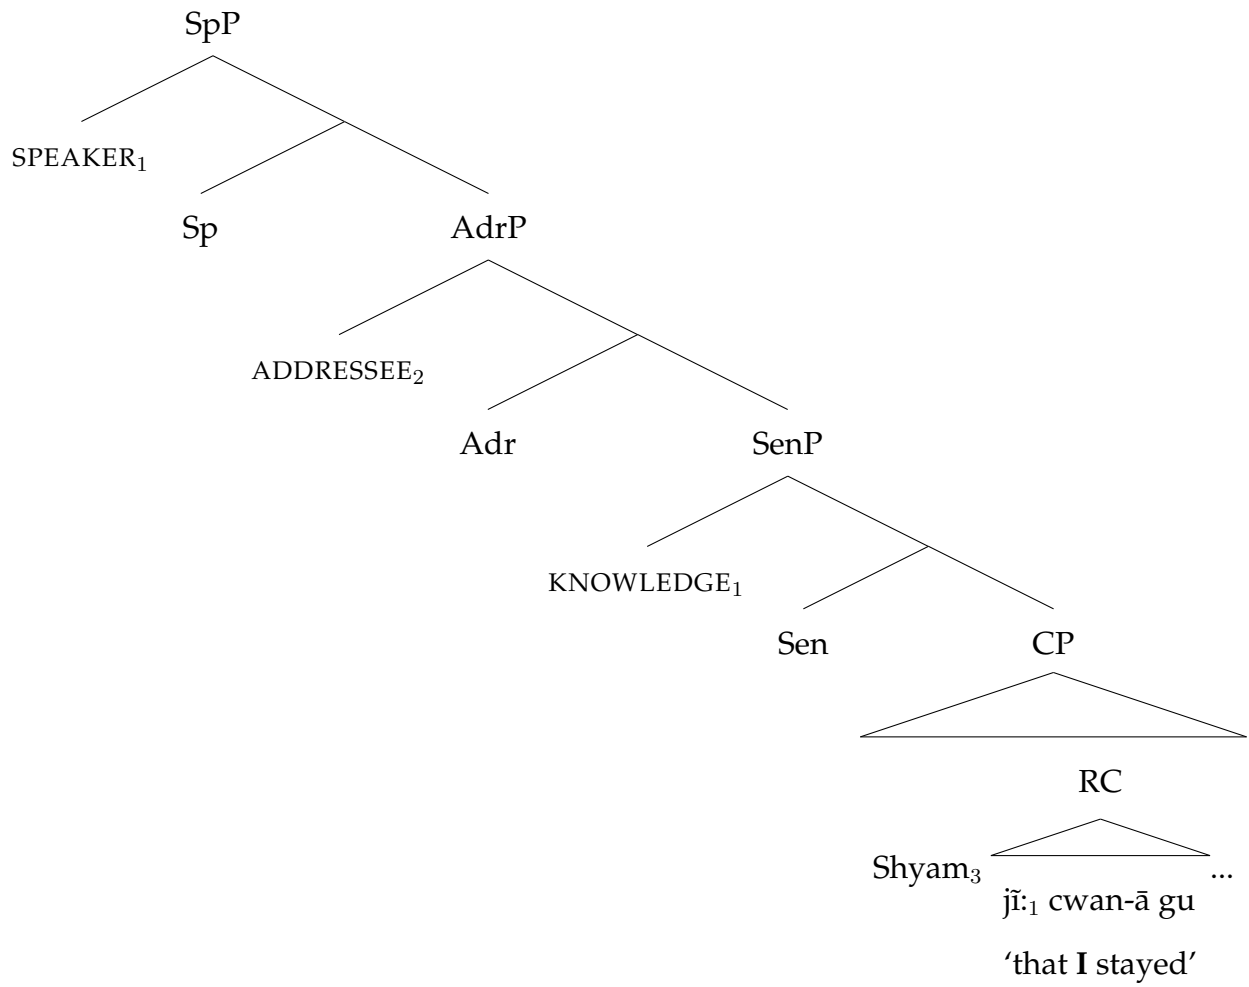 SpP
SPEAKER₁
Sp AdrP
ADDRESSEE₂
Adr SenP
KNOWLEDGE₁
Sen CP
RC
Shyam₃ ...
jĩ:₁ cwan-ā gu
‘that I stayed’